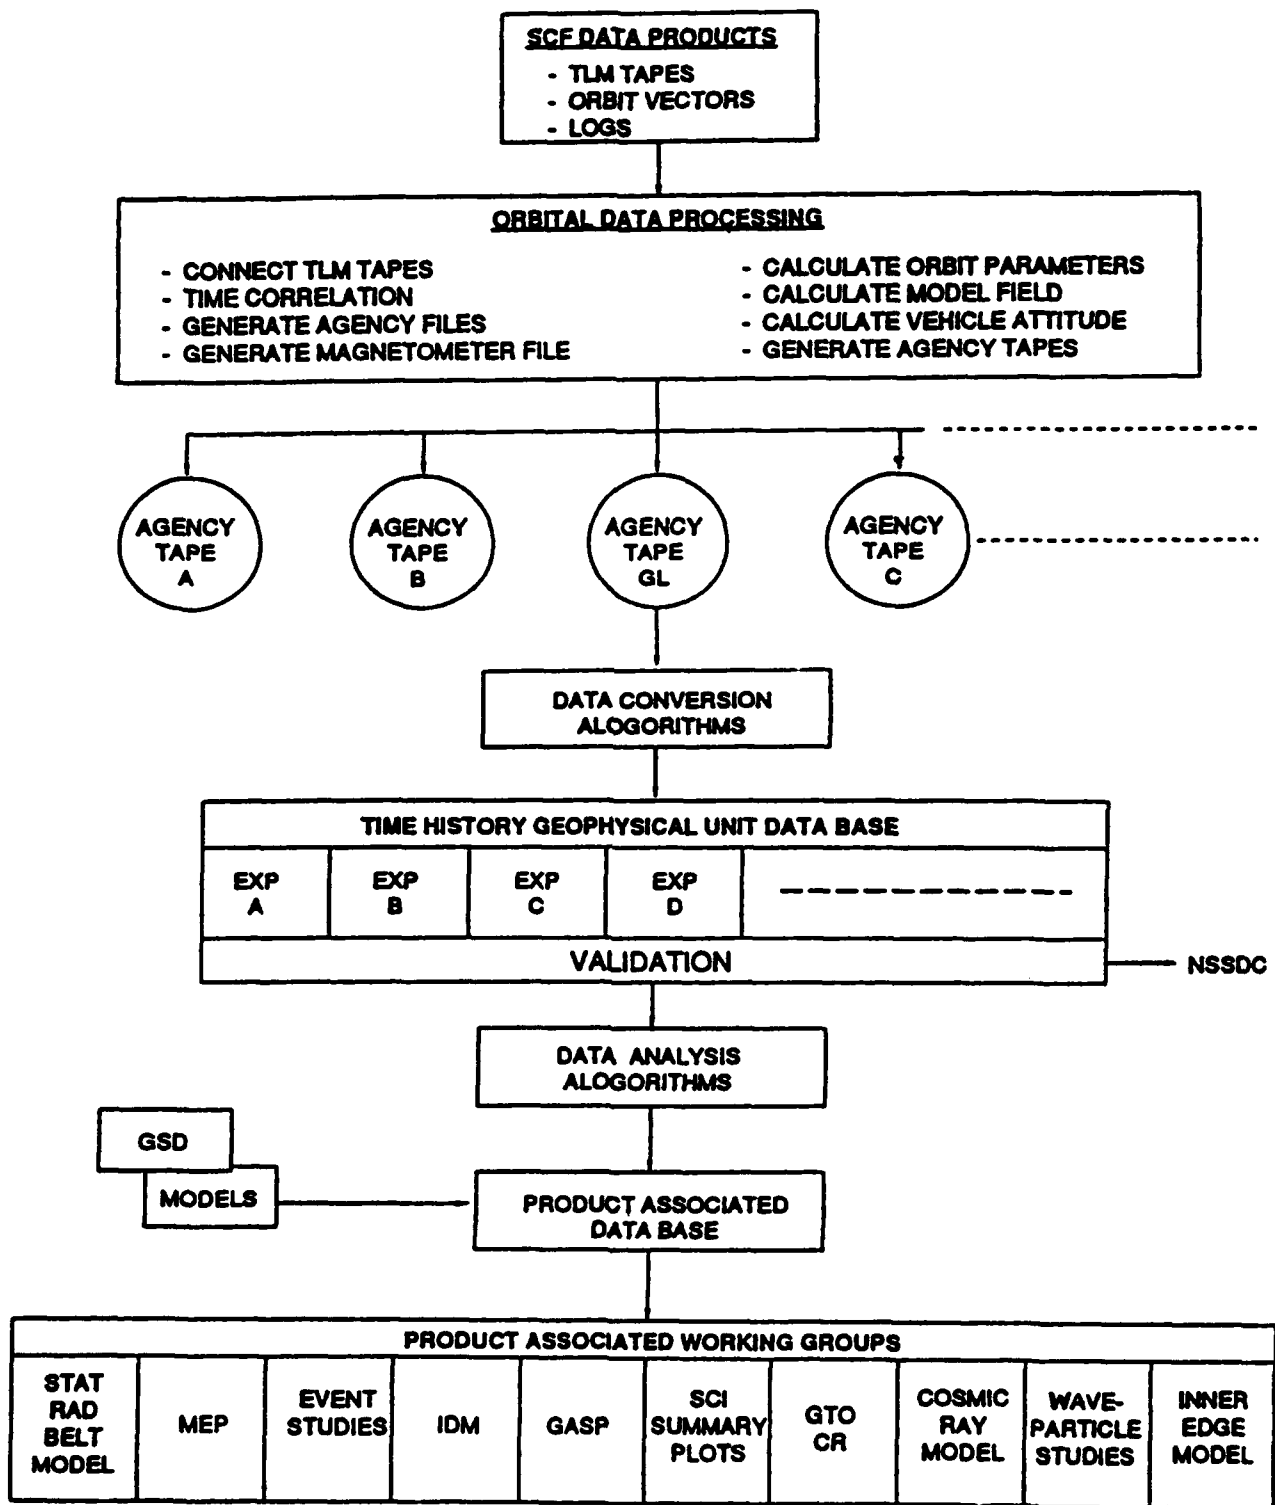 SCF DATA PRODUCTS
- TLM TAPES
- ORBIT VECTORS
- LOGS
ORBITAL DATA PROCESSING
- CONNECT TLM TAPES
- TIME CORRELATION
- GENERATE AGENCY FILES
- GENERATE MAGNETOMETER FILE
- CALCULATE ORBIT PARAMETERS
- CALCULATE MODEL FIELD
- CALCULATE VEHICLE ATTITUDE
- GENERATE AGENCY TAPES
AGENCY
TAPE
A
AGENCY
TAPE
B
AGENCY
TAPE
GL
AGENCY
TAPE
C
DATA CONVERSION
ALOGORITHMS
TIME HISTORY GEOPHYSICAL UNIT DATA BASE
EXP
A
EXP
B
EXP
C
EXP
D
VALIDATION
NSSDC
DATA ANALYSIS
ALOGORITHMS
GSD
MODELS
PRODUCT ASSOCIATED
DATA BASE
PRODUCT ASSOCIATED WORKING GROUPS
STAT
RAD
BELT
MODEL
MEP
EVENT
STUDIES
IDM
GASP
SCI
SUMMARY
PLOTS
GTO
CR
COSMIC
RAY
MODEL
WAVE-
PARTICLE
STUDIES
INNER
EDGE
MODEL